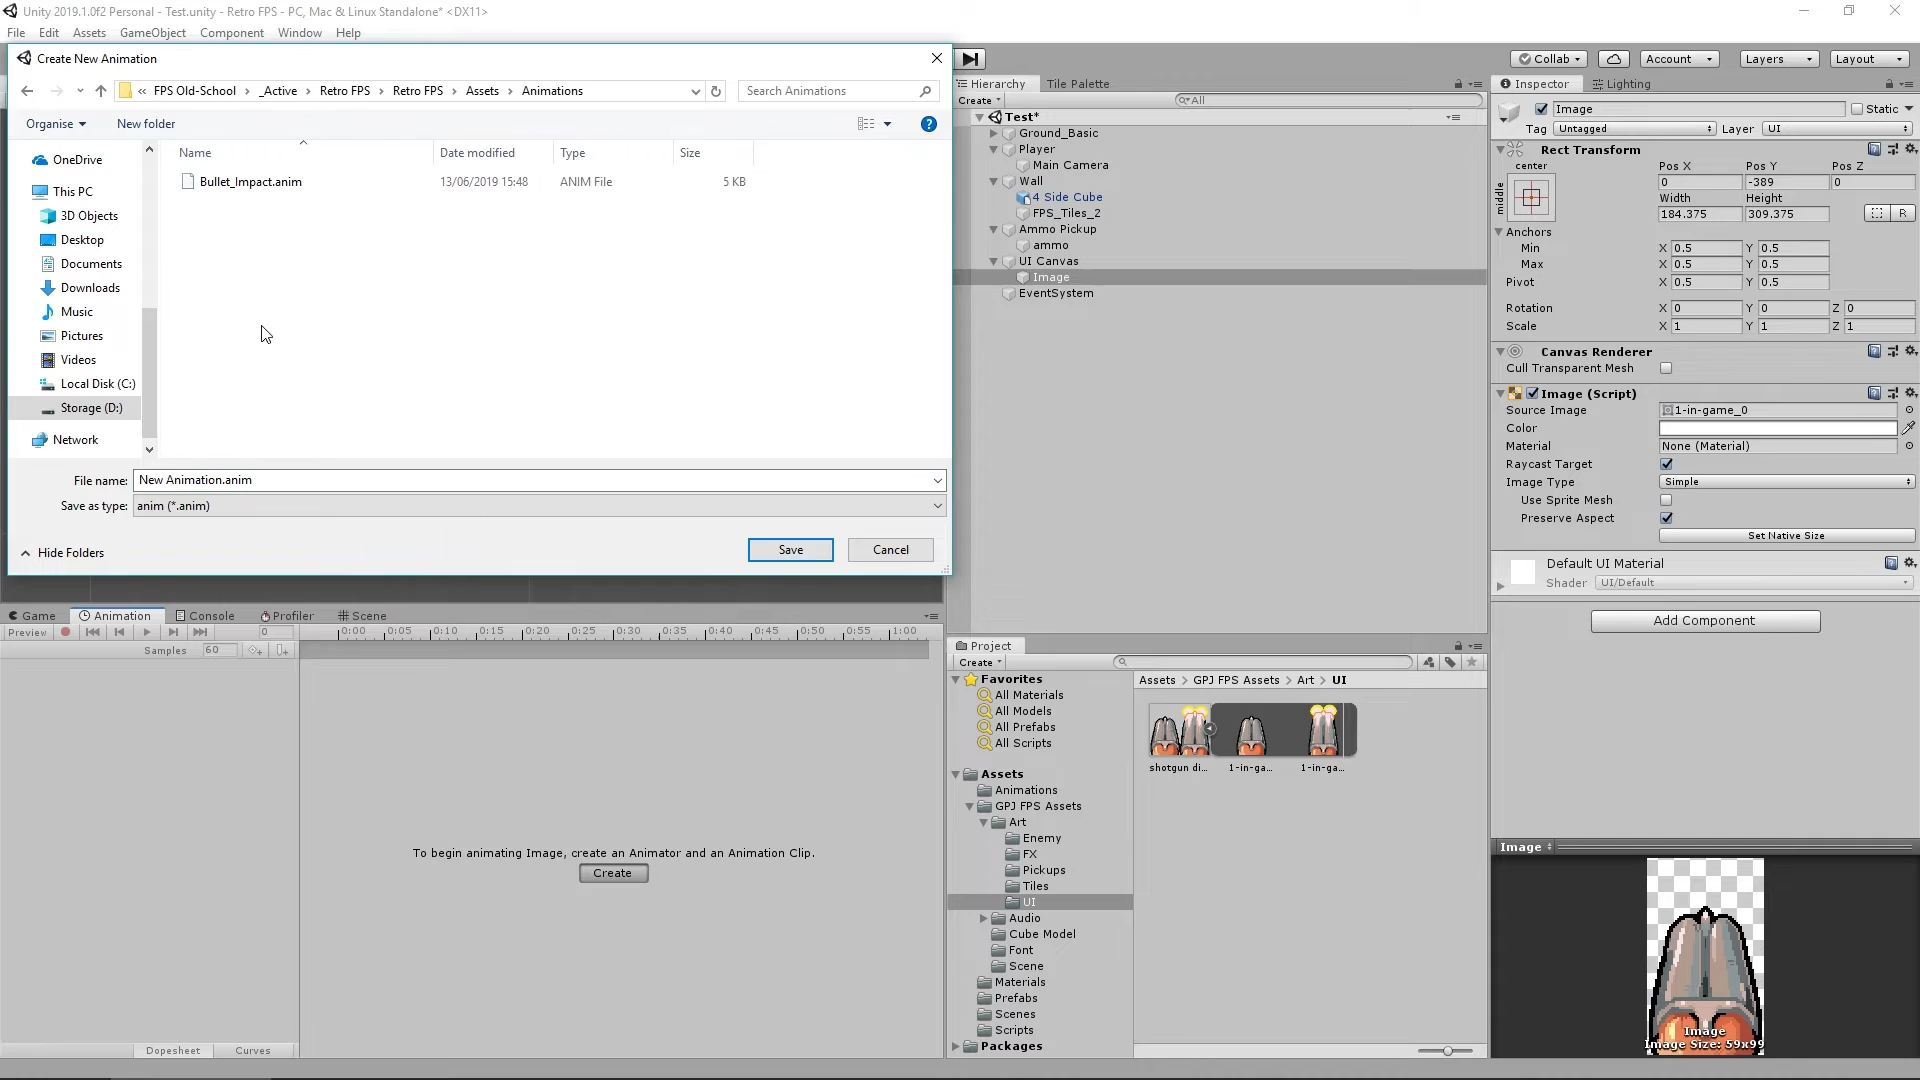 Unity 2019.1.0f2 Personal - Test.unity - Retro FPS - PC, Mac & Linux Standalone* <DX11>
File Edit Assets GameObject Component Window Help
Create New Animation
« FPS Old-School > _Active > Retro FPS > Retro FPS > Assets > Animations
Search Animations
Organise New folder
Name Date modified Type Size
Bullet_Impact.anim 13/06/2019 15:48 ANIM File 5 KB
OneDrive
This PC
3D Objects
Desktop
Documents
Downloads
Music
Pictures
Videos
Local Disk (C:)
Storage (D:)
Network
File name: New Animation.anim
Save as type: anim (*.anim)
Hide Folders
Save Cancel
Game Animation Console Profiler Scene
Preview 0 0:00 0:05 0:10 0:15 0:20 0:25 0:30 0:35 0:40 0:45 0:50 0:55 1:00
Samples 60
To begin animating Image, create an Animator and an Animation Clip.
Create
Dopesheet Curves
Collab Account Layers Layout
Hierarchy Tile Palette
Create All
Test*
Ground_Basic
Player
Main Camera
Wall
4 Side Cube
FPS_Tiles_2
Ammo Pickup
ammo
UI Canvas
Image
EventSystem
Project
Create
Favorites
All Materials
All Models
All Prefabs
All Scripts
Assets
Animations
GPJ FPS Assets
Art
Enemy
FX
Pickups
Tiles
UI
Audio
Cube Model
Font
Scene
Materials
Prefabs
Scenes
Scripts
Packages
Assets > GPJ FPS Assets > Art > UI
shotgun di... 1-in-ga... 1-in-ga...
Inspector Lighting
Image Static
Tag Untagged Layer UI
Rect Transform
center Pos X Pos Y Pos Z
middle 0 -389 0
Width Height
184.375 309.375 R
Anchors
Min X 0.5 Y 0.5
Max X 0.5 Y 0.5
Pivot X 0.5 Y 0.5
Rotation X 0 Y 0 Z 0
Scale X 1 Y 1 Z 1
Canvas Renderer
Cull Transparent Mesh
Image (Script)
Source Image 1-in-game_0
Color
Material None (Material)
Raycast Target
Image Type Simple
Use Sprite Mesh
Preserve Aspect
Set Native Size
Default UI Material
Shader UI/Default
Add Component
Image
Image
Image Size: 59x99